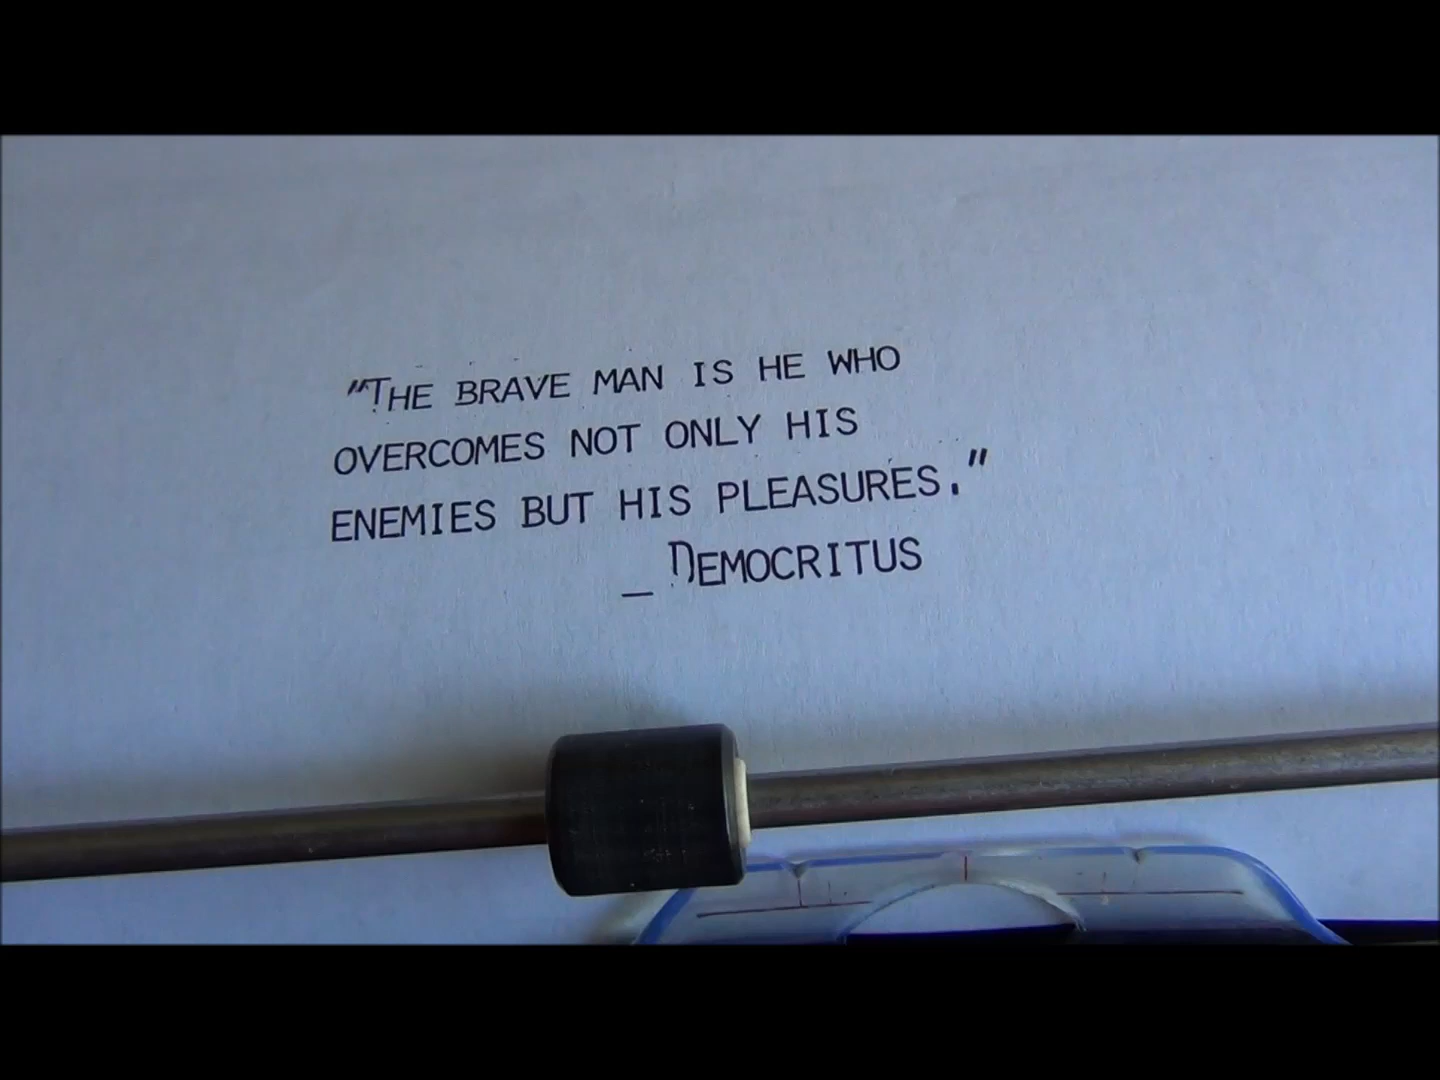 "THE BRAVE MAN IS HE WHO
OVERCOMES NOT ONLY HIS
ENEMIES BUT HIS PLEASURES."
_ DEMOCRITUS